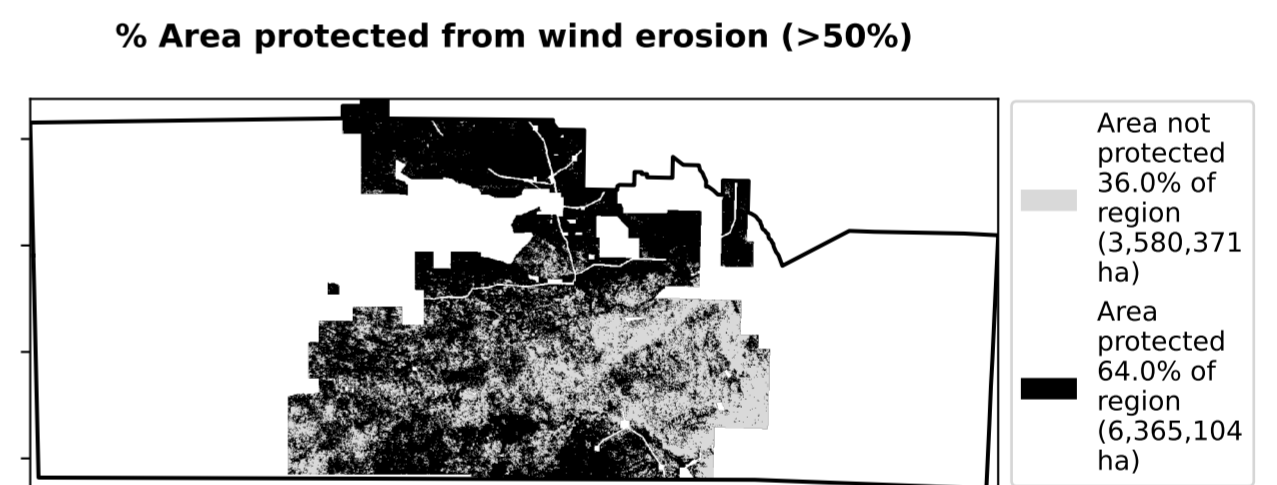 % Area protected from wind erosion (>50%)
Area not
protected
36.0% of
region
(3,580,371
ha)
Area
protected
64.0% of
region
(6,365,104
ha)